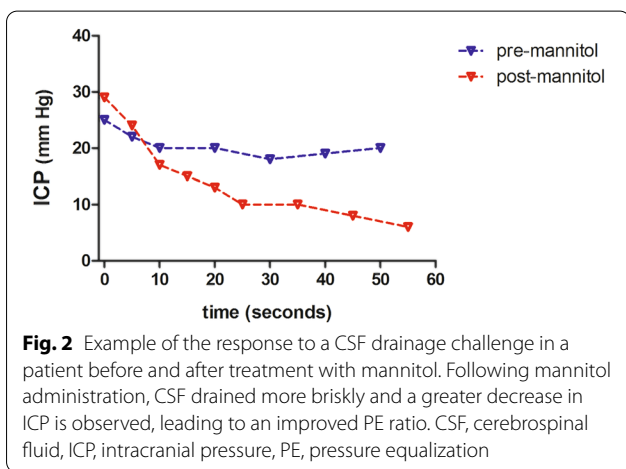 40
30
20
10
0
ICP (mm Hg)
0 10 20 30 40 50 60
time (seconds)
pre-mannitol
post-mannitol
Fig. 2 Example of the response to a CSF drainage challenge in a
patient before and after treatment with mannitol. Following mannitol
administration, CSF drained more briskly and a greater decrease in
ICP is observed, leading to an improved PE ratio. CSF, cerebrospinal
fluid, ICP, intracranial pressure, PE, pressure equalization